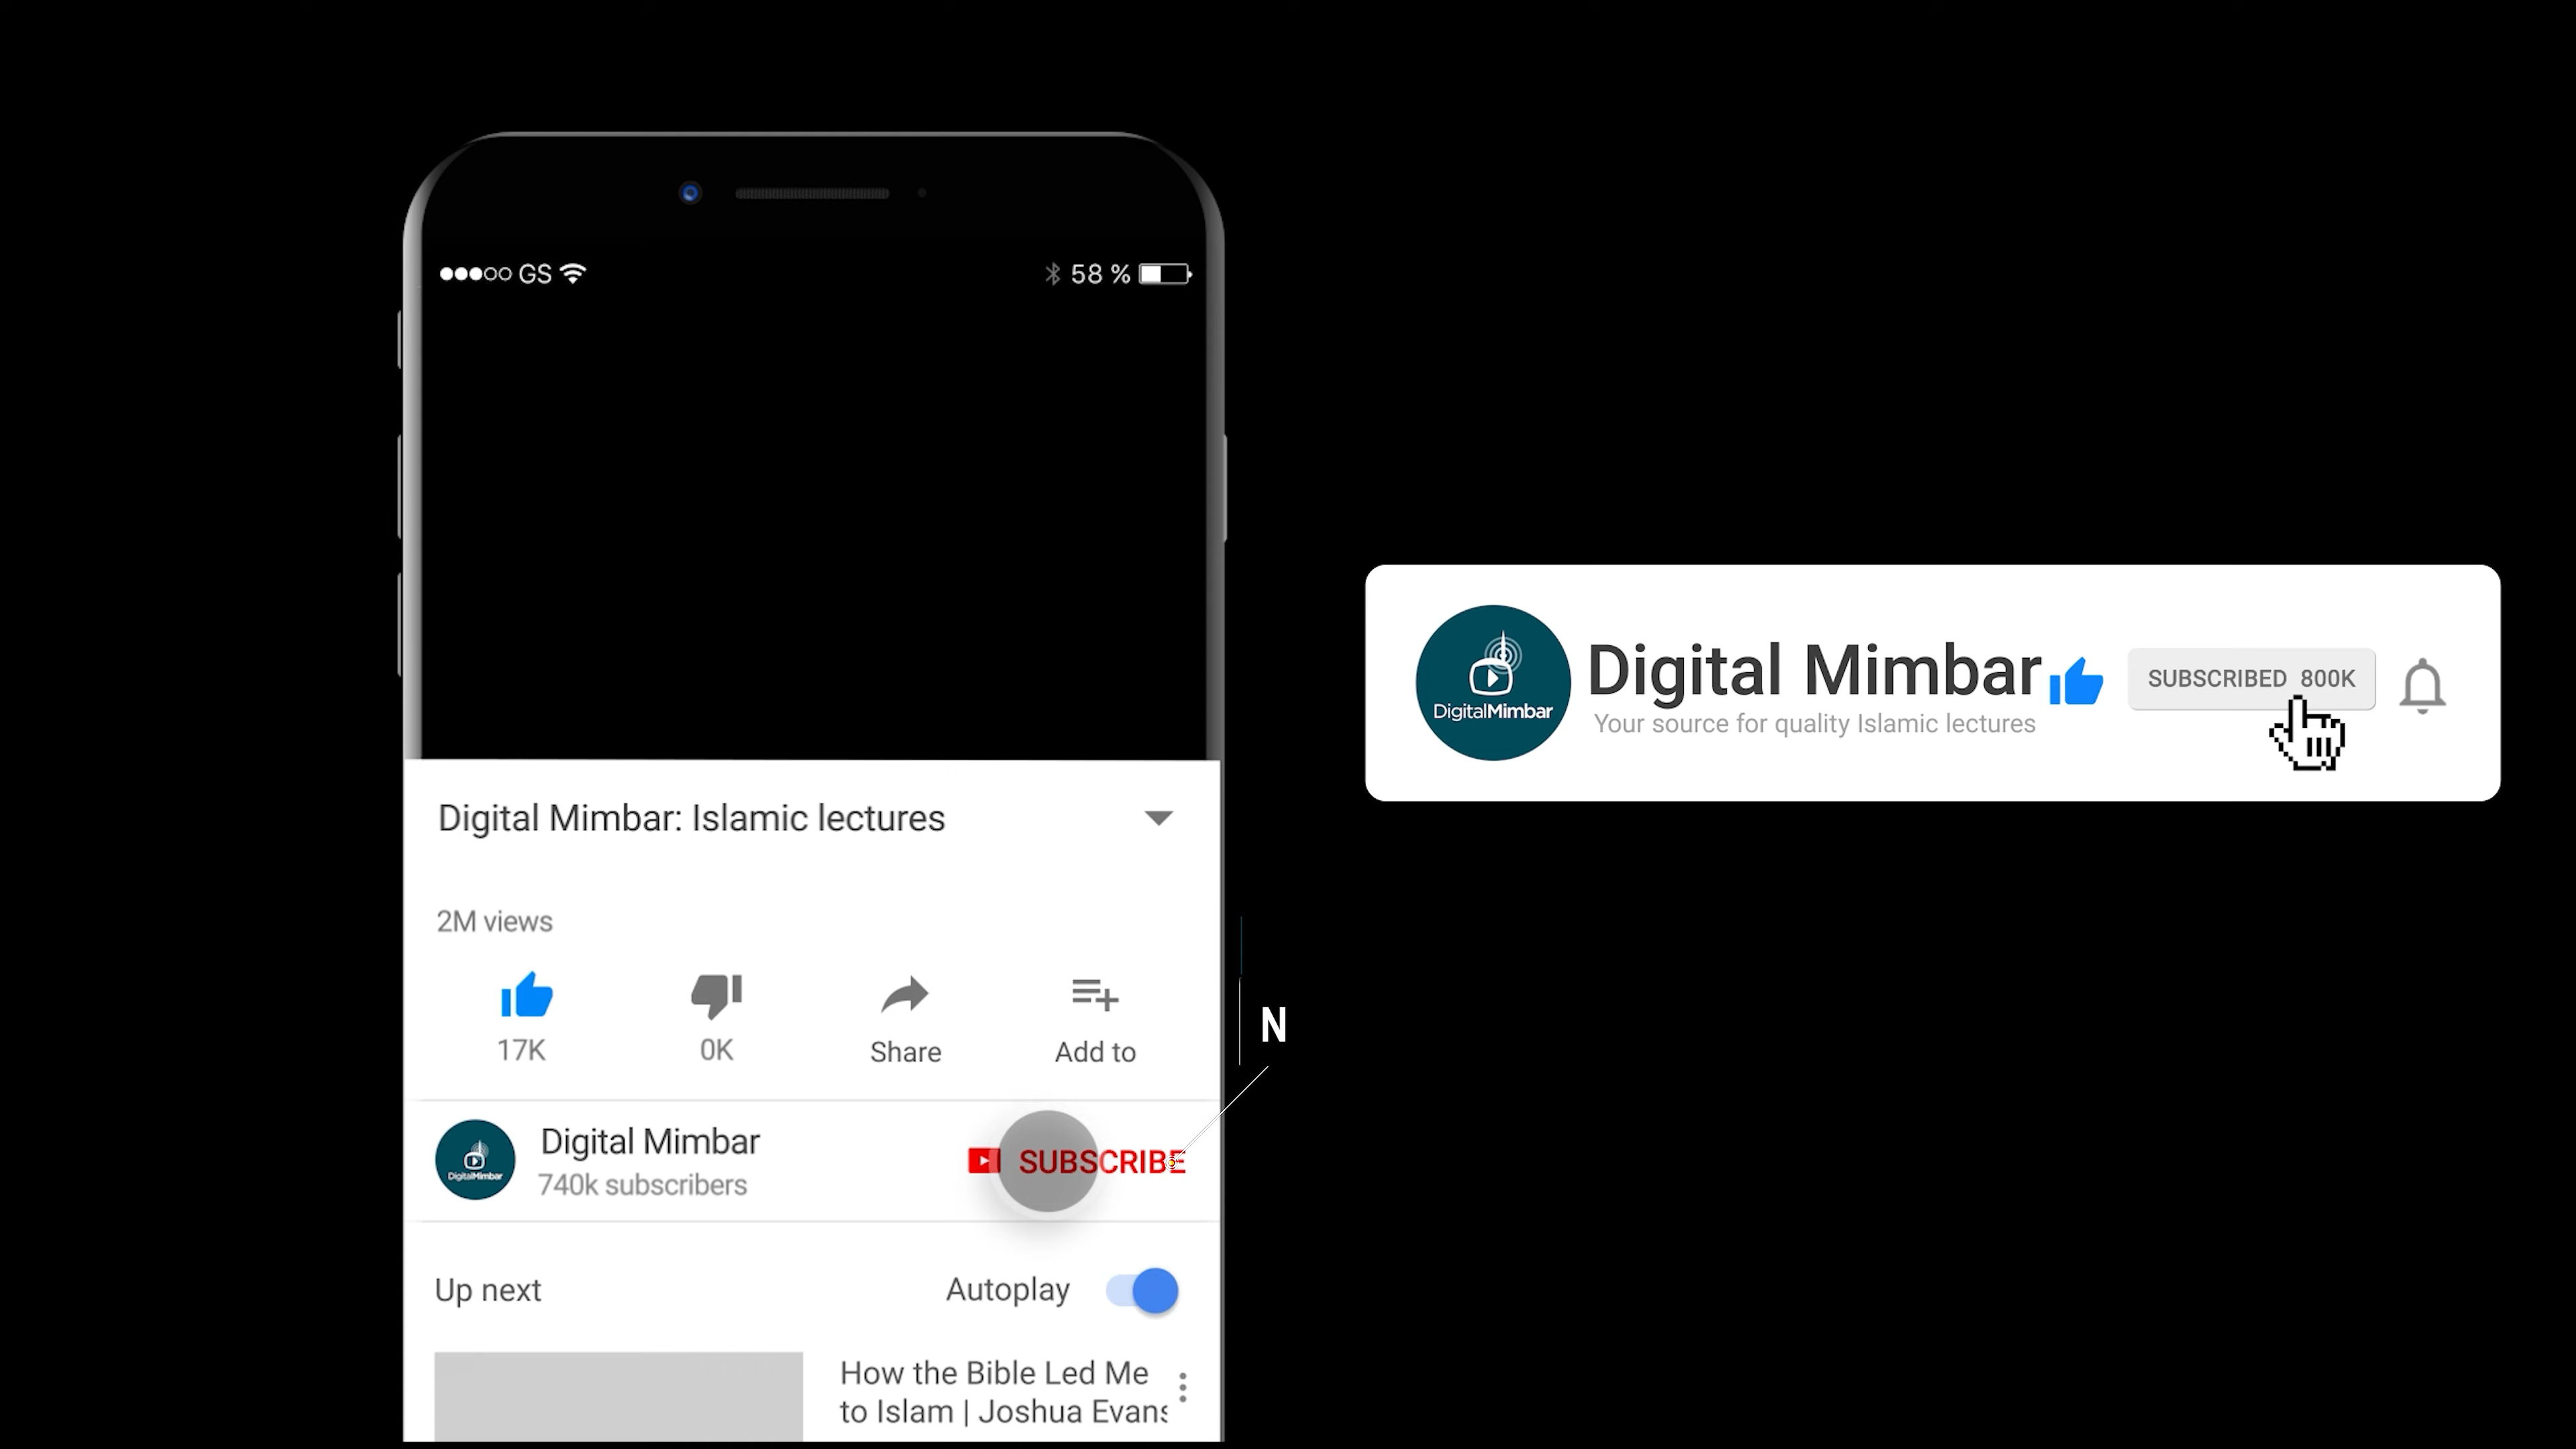 GS
58 %
Digital Mimbar: Islamic lectures
2M views
17K
0K
Share
Add to
DigitalMimbar
Digital Mimbar
740k subscribers
SUBSCRIBE
Up next
Autoplay
How the Bible Led Me
to Islam | Joshua Evans
N
DigitalMimbar
Digital Mimbar
Your source for quality Islamic lectures
SUBSCRIBED 800K